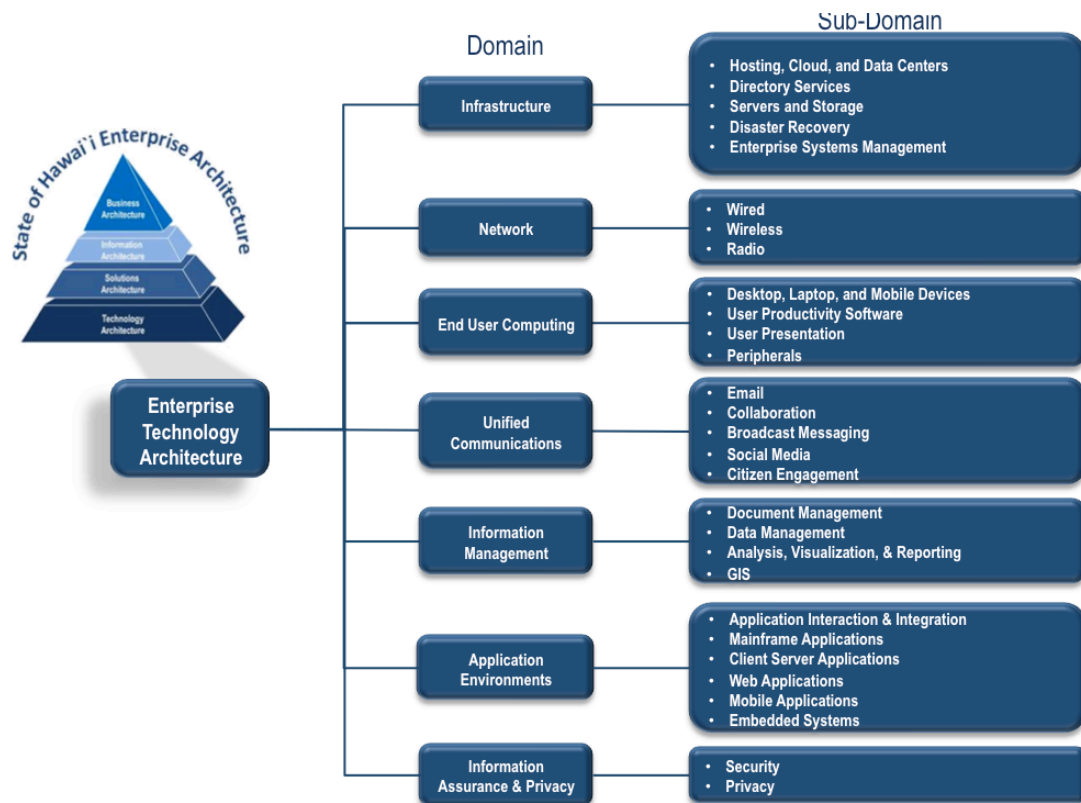 Sub-Domain
Domain
State of Hawai`i Enterprise Architecture
Business
Architecture
Information
Architecture
Solutions
Architecture
Technology
Architecture
Enterprise
Technology
Architecture
Infrastructure
• Hosting, Cloud, and Data Centers
• Directory Services
• Servers and Storage
• Disaster Recovery
• Enterprise Systems Management
Network
• Wired
• Wireless
• Radio
End User Computing
• Desktop, Laptop, and Mobile Devices
• User Productivity Software
• User Presentation
• Peripherals
Unified
Communications
• Email
• Collaboration
• Broadcast Messaging
• Social Media
• Citizen Engagement
Information
Management
• Document Management
• Data Management
• Analysis, Visualization, & Reporting
• GIS
Application
Environments
• Application Interaction & Integration
• Mainframe Applications
• Client Server Applications
• Web Applications
• Mobile Applications
• Embedded Systems
Information
Assurance & Privacy
• Security
• Privacy